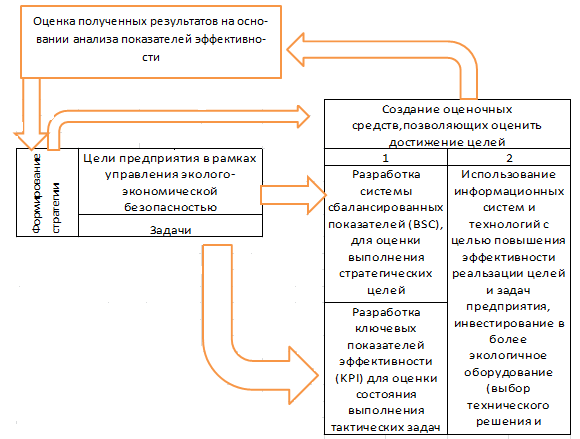 Оценка полученных результатов на осно-
вании анализа показателей эффективно-
сти
Формирование
стратегии
Цели предприятия в рамках
управления эколого-
экономической
безопасностью
Задачи
Создание оценочных
средств,позволяющих оценить
достижение целей
1
2
Разработка
системы
сбалансированных
показателей (BSC),
для оценки
выполнения
стратегических
целей
Разработка
ключевых
показателей
эффективности
(KPI) для оценки
состояния
выполнения
тактических задач
Использование
информационных
систем и
технологий с
целью повышения
эффективности
реальзации целей
и задач
предприятия,
инвестирование в
более
экологичное
оборудование
(выбор
технического
решения и